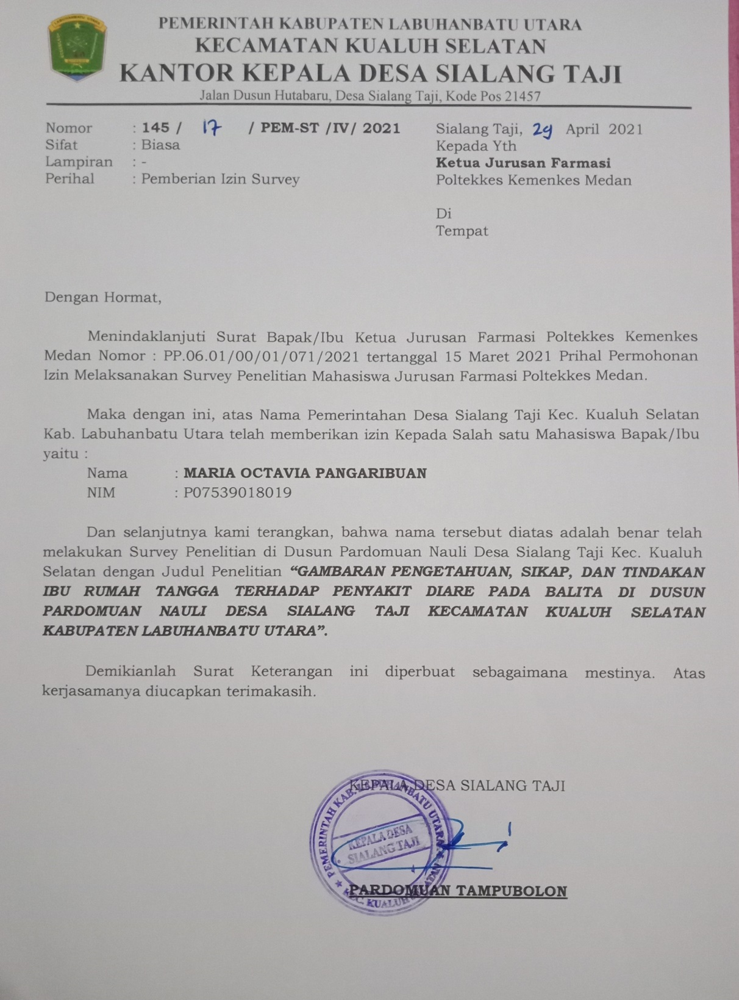 PEMERINTAH KABUPATEN LABUHANBATU UTARA
KECAMATAN KUALUH SELATAN
KANTOR KEPALA DESA SIALANG TAJI
Jalan Dusun Hutabaru, Desa Sialang Taji, Kode Pos 21457
Nomor : 145 / 17 / PEM-ST /IV/ 2021
Sifat : Biasa
Lampiran : -
Perihal : Pemberian Izin Survey
Sialang Taji, 29 April 2021
Kepada Yth
Ketua Jurusan Farmasi
Poltekkes Kemenkes Medan
Di
Tempat
Dengan Hormat,
Menindaklanjuti Surat Bapak/Ibu Ketua Jurusan Farmasi Poltekkes Kemenkes
Medan Nomor : PP.06.01/00/01/071/2021 tertanggal 15 Maret 2021 Prihal Permohonan
Izin Melaksanakan Survey Penelitian Mahasiswa Jurusan Farmasi Poltekkes Medan.
Maka dengan ini, atas Nama Pemerintahan Desa Sialang Taji Kec. Kualuh Selatan
Kab. Labuhanbatu Utara telah memberikan izin Kepada Salah satu Mahasiswa Bapak/Ibu
yaitu :
Nama : MARIA OCTAVIA PANGARIBUAN
NIM : P07539018019
Dan selanjutnya kami terangkan, bahwa nama tersebut diatas adalah benar telah
melakukan Survey Penelitian di Dusun Pardomuan Nauli Desa Sialang Taji Kec. Kualuh
Selatan dengan Judul Penelitian “GAMBARAN PENGETAHUAN, SIKAP, DAN TINDAKAN
IBU RUMAH TANGGA TERHADAP PENYAKIT DIARE PADA BALITA DI DUSUN
PARDOMUAN NAULI DESA SIALANG TAJI KECAMATAN KUALUH SELATAN
KABUPATEN LABUHANBATU UTARA”.
Demikianlah Surat Keterangan ini diperbuat sebagaimana mestinya. Atas
kerjasamanya diucapkan terimakasih.
KEPALA DESA SIALANG TAJI
PEMERINTAH KAB. LABUHANBATU UTARA
KEPALA DESA
SIALANG TAJI
KEC. KUALUH SELATAN
PARDOMUAN TAMPUBOLON